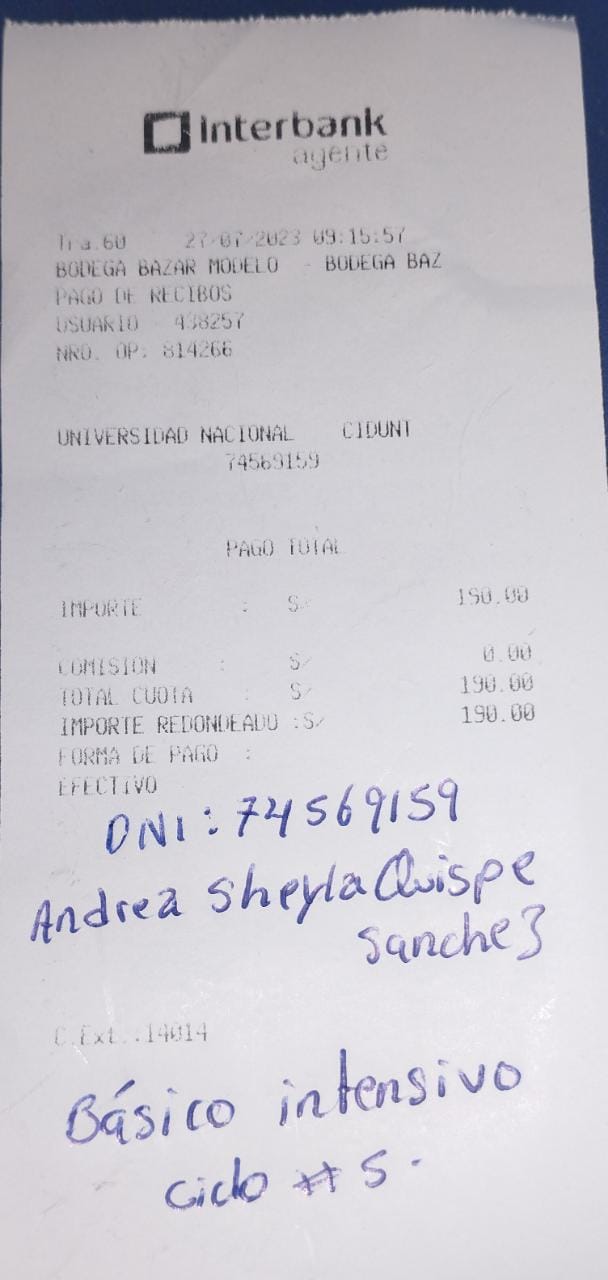 Interbank
agente
Tra.60 27/07/2023 09:15:57
BODEGA BAZAR MODELO - BODEGA BAZ
PAGO DE RECIBOS
USUARIO - 438257
NRO. OP: 814266
UNIVERSIDAD NACIONAL CIDUNT
74569159
PAGO TOTAL
IMPORTE : S/ 190.00
COMISION : S/ 0.00
TOTAL CUOTA : S/ 190.00
IMPORTE REDONDEADO :S/ 190.00
FORMA DE PAGO :
EFECTIVO
DNI: 74569159
Andrea Sheyla Quispe
Sanchez
C.Ext.:14014
Básico intensivo
Ciclo # 5.